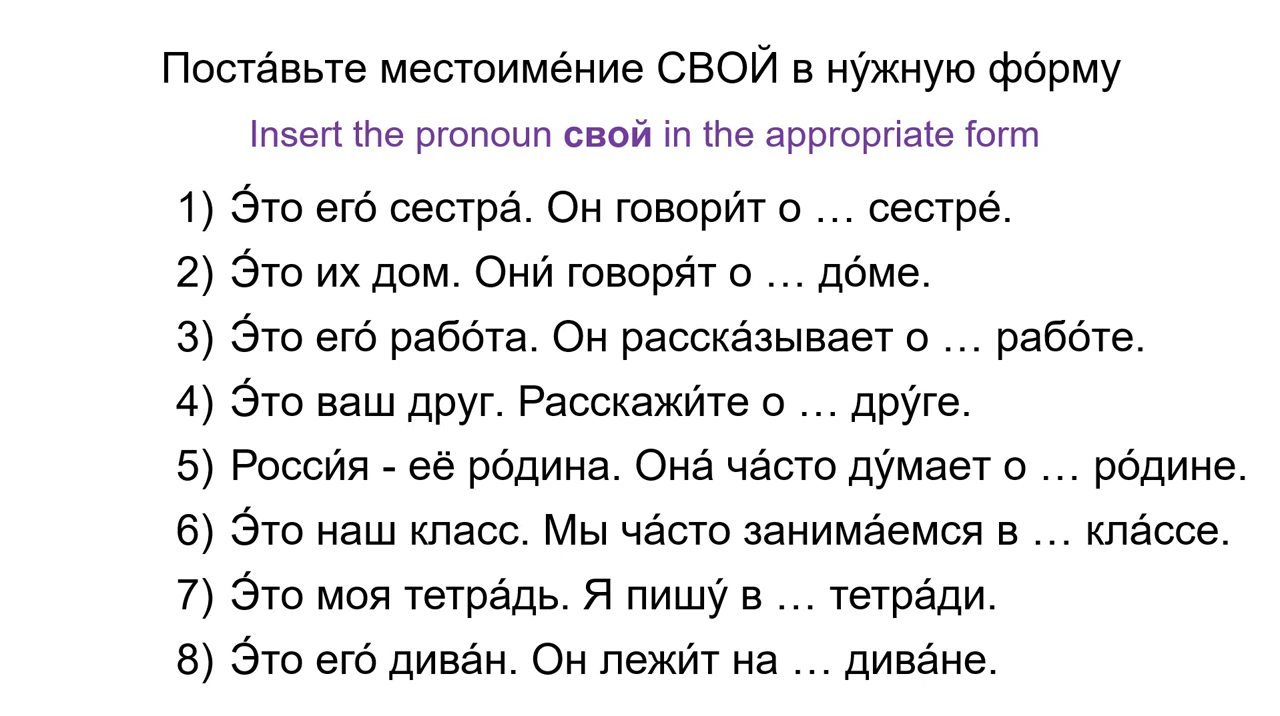 Поста́вьте местоиме́ние СВОЙ в ну́жную фо́рму
Insert the pronoun свой in the appropriate form
1) Э́то его́ сестра́. Он говори́т о … сестре́.
2) Э́то их дом. Они́ говоря́т о … до́ме.
3) Э́то его́ рабо́та. Он расска́зывает о … рабо́те.
4) Э́то ваш друг. Расскажи́те о … дру́ге.
5) Росси́я - её ро́дина. Она́ ча́сто ду́мает о … ро́дине.
6) Э́то наш класс. Мы ча́сто занима́емся в … кла́ссе.
7) Э́то моя тетра́дь. Я пишу́ в … тетра́ди.
8) Э́то его́ дива́н. Он лежи́т на … дива́не.